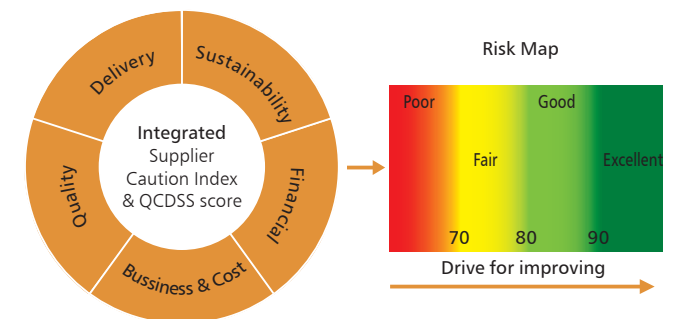 Delivery
Sustainability
Quality
Integrated
Supplier
Caution Index
& QCDSS score
Financial
Bussiness & Cost
Risk Map
Poor
Good
Fair
Excellent
70
80
90
Drive for improving